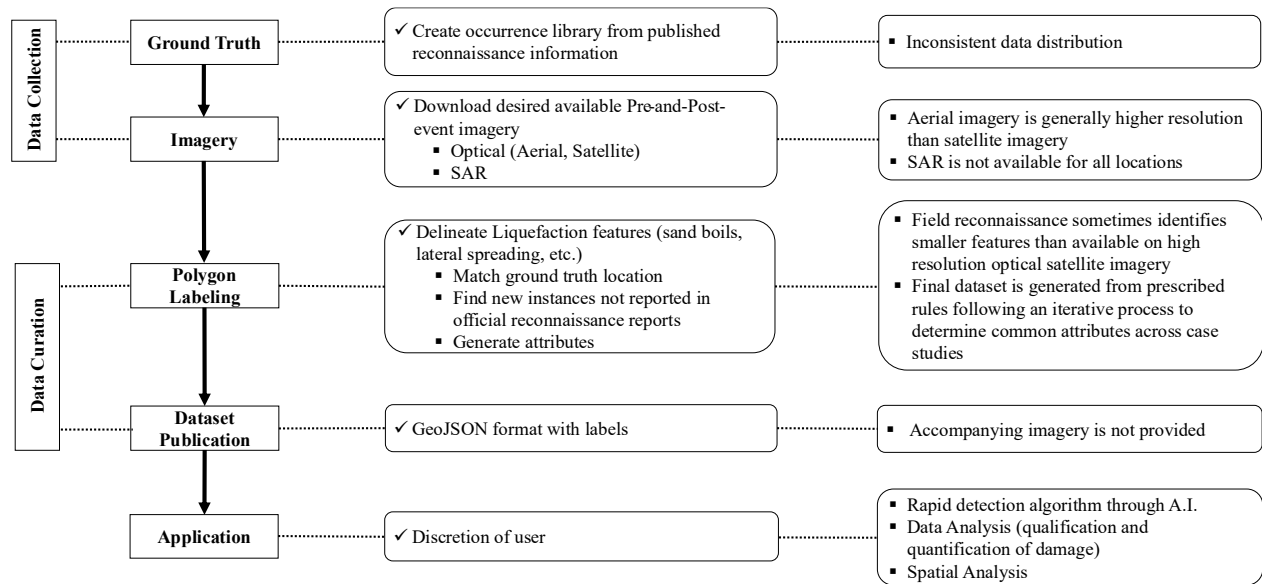 Data Collection
Ground Truth
✓ Create occurrence library from published
reconnaissance information
▪ Inconsistent data distribution
Imagery
✓ Download desired available Pre-and-Post-
event imagery
▪ Optical (Aerial, Satellite)
▪ SAR
▪ Aerial imagery is generally higher resolution
than satellite imagery
▪ SAR is not available for all locations
Data Curation
Polygon
Labeling
✓ Delineate Liquefaction features (sand boils,
lateral spreading, etc.)
▪ Match ground truth location
▪ Find new instances not reported in
official reconnaissance reports
▪ Generate attributes
▪ Field reconnaissance sometimes identifies
smaller features than available on high
resolution optical satellite imagery
▪ Final dataset is generated from prescribed
rules following an iterative process to
determine common attributes across case
studies
Dataset
Publication
✓ GeoJSON format with labels
▪ Accompanying imagery is not provided
Application
✓ Discretion of user
▪ Rapid detection algorithm through A.I.
▪ Data Analysis (qualification and
quantification of damage)
▪ Spatial Analysis